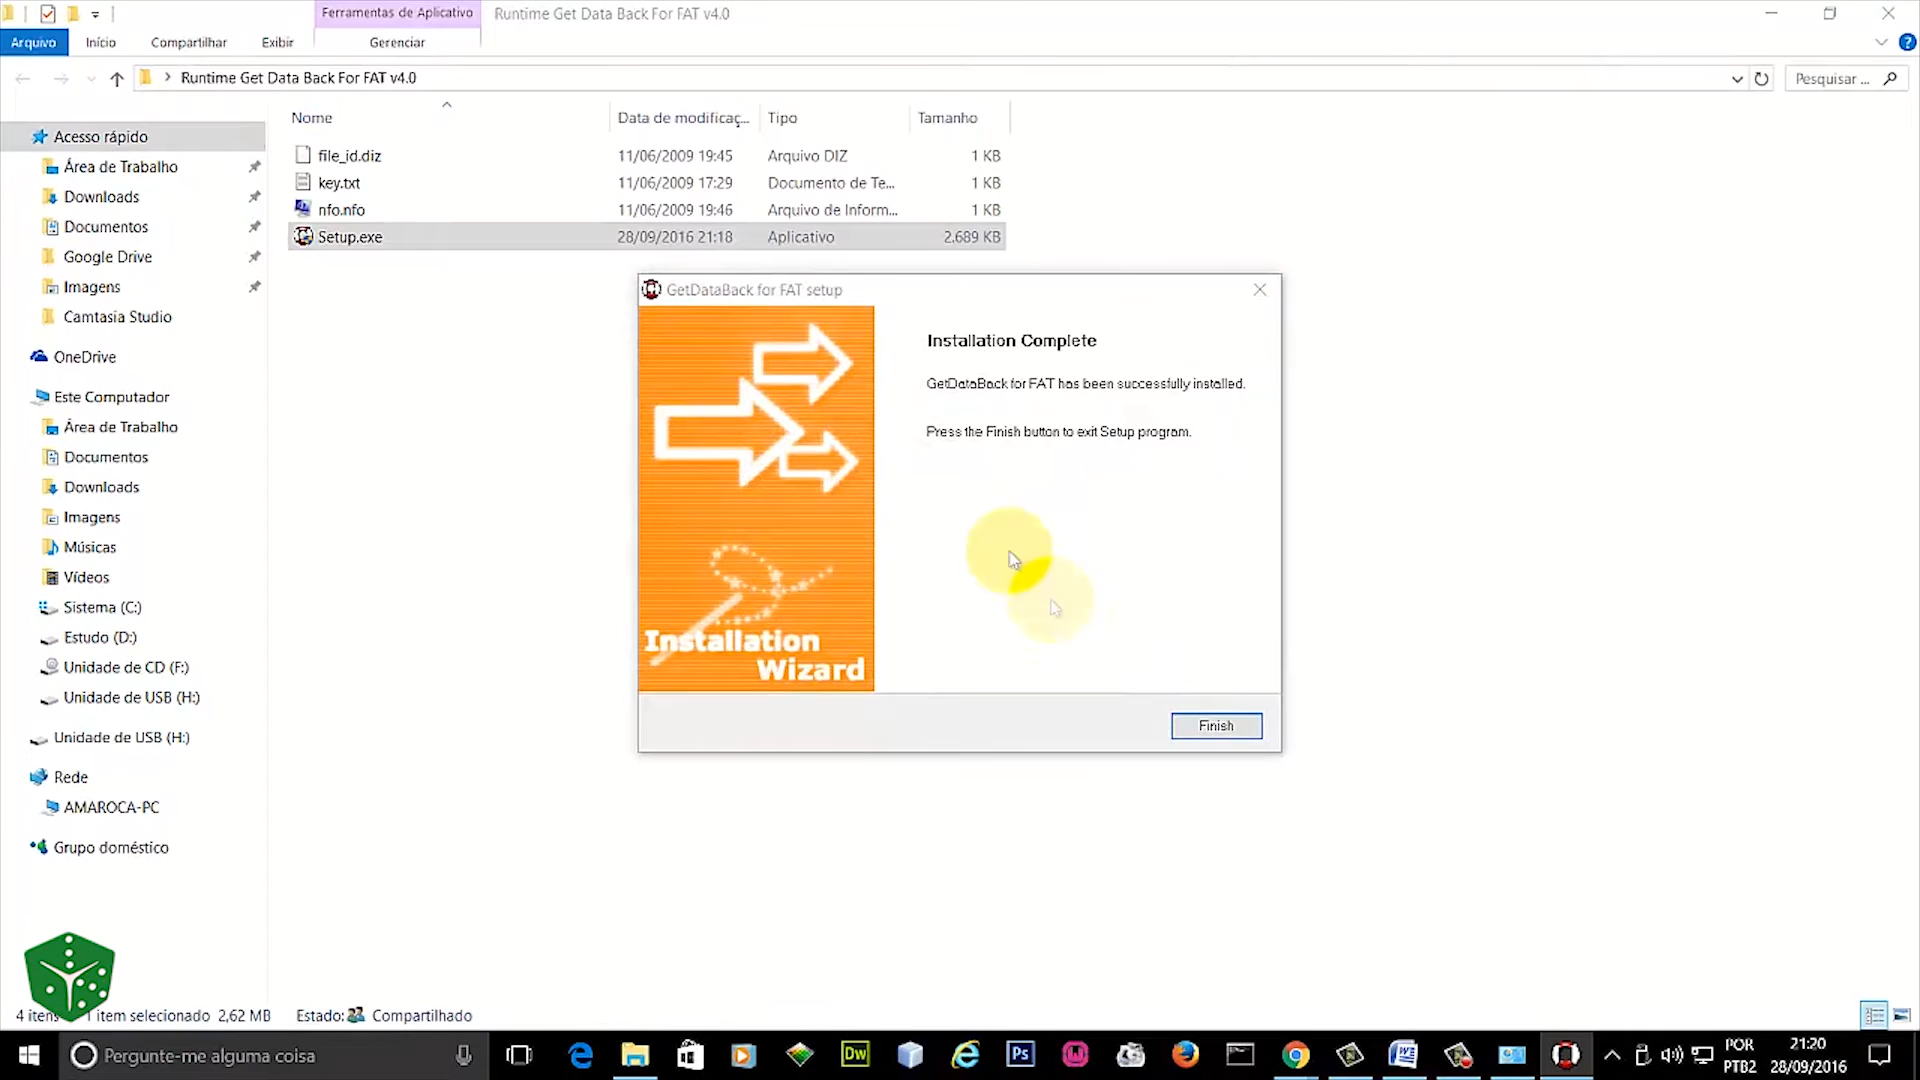 Ferramentas de Aplicativo
Runtime Get Data Back For FAT v4.0
Arquivo
Início
Compartilhar
Exibir
Gerenciar
Runtime Get Data Back For FAT v4.0
Pesquisar ...
Nome
Data de modificaç...
Tipo
Tamanho
file_id.diz
11/06/2009 19:45
Arquivo DIZ
1 KB
key.txt
11/06/2009 17:29
Documento de Te...
1 KB
nfo.nfo
11/06/2009 19:46
Arquivo de Inform...
1 KB
Setup.exe
28/09/2016 21:18
Aplicativo
2.689 KB
Acesso rápido
Área de Trabalho
Downloads
Documentos
Google Drive
Imagens
Camtasia Studio
OneDrive
Este Computador
Área de Trabalho
Documentos
Downloads
Imagens
Músicas
Vídeos
Sistema (C:)
Estudo (D:)
Unidade de CD (F:)
Unidade de USB (H:)
Unidade de USB (H:)
Rede
AMAROCA-PC
Grupo doméstico
GetDataBack for FAT setup
Installation Complete
GetDataBack for FAT has been successfully installed.
Press the Finish button to exit Setup program.
Installation
Wizard
Finish
4 itens
1 item selecionado 2,62 MB
Estado:
Compartilhado
Pergunte-me alguma coisa
Dw
Ps
POR
PTB2
21:20
28/09/2016